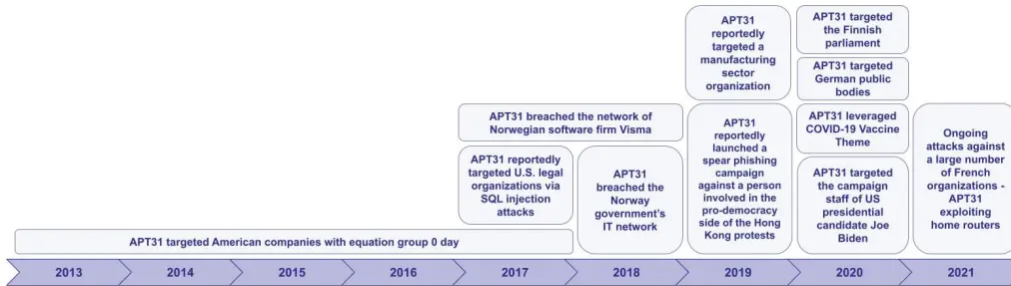 APT31
reportedly
targeted a
manufacturing
sector
organization
APT31 targeted
the Finnish
parliament
APT31 targeted
German public
bodies
APT31 breached the network of
Norwegian software firm Visma
APT31 reportedly
targeted U.S. legal
organizations via
SQL injection
attacks
APT31
breached the
Norway
government's
IT network
APT31
reportedly
launched a
spear phishing
campaign
against a person
involved in the
pro-democracy
side of the Hong
Kong protests
APT31 leveraged
COVID-19 Vaccine
Theme
APT31 targeted
the campaign
staff of US
presidential
candidate Joe
Biden
Ongoing
attacks against
a large number
of French
organizations -
APT31
exploiting
home routers
APT31 targeted American companies with equation group 0 day
2013
2014
2015
2016
2017
2018
2019
2020
2021